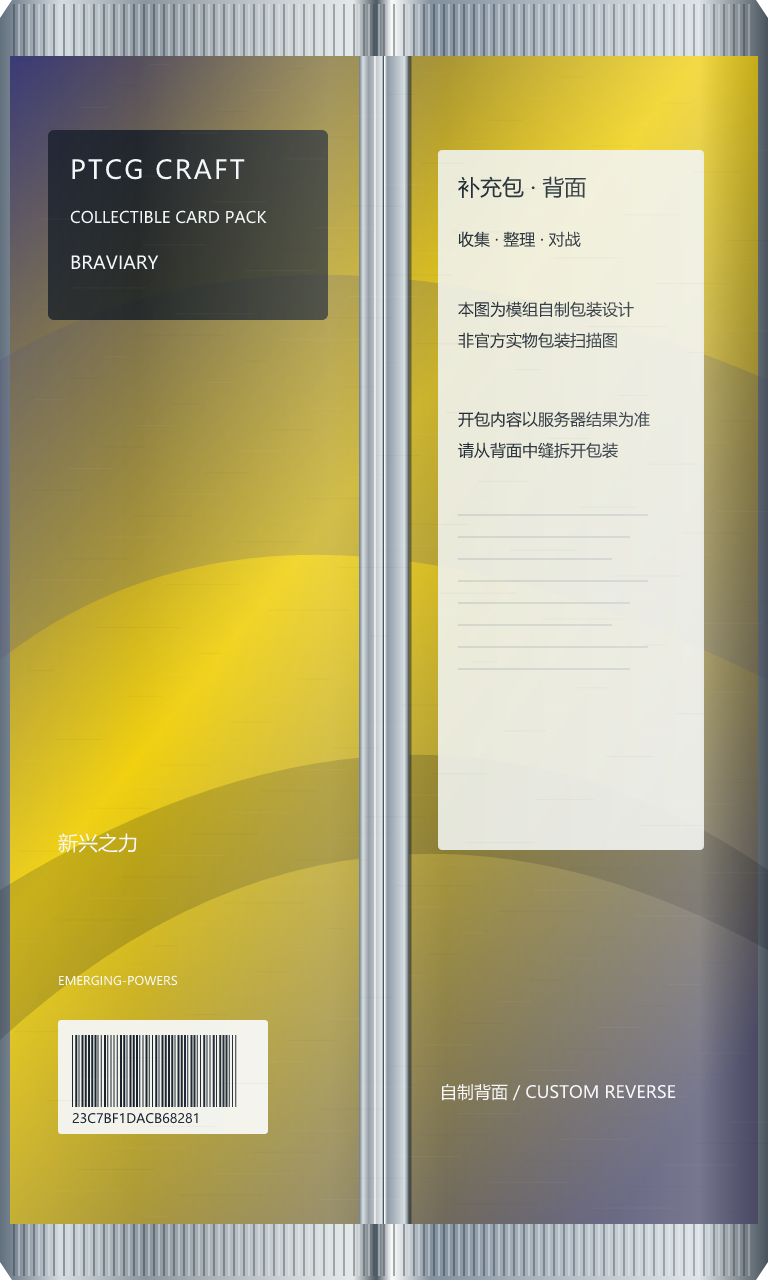 PTCG CRAFT
COLLECTIBLE CARD PACK
BRAVIARY
新兴之力
EMERGING-POWERS
23C7BF1DACB68281
补充包 · 背面
收集 · 整理 · 对战
本图为模组自制包装设计
非官方实物包装扫描图
开包内容以服务器结果为准
请从背面中缝拆开包装
自制背面 / CUSTOM REVERSE